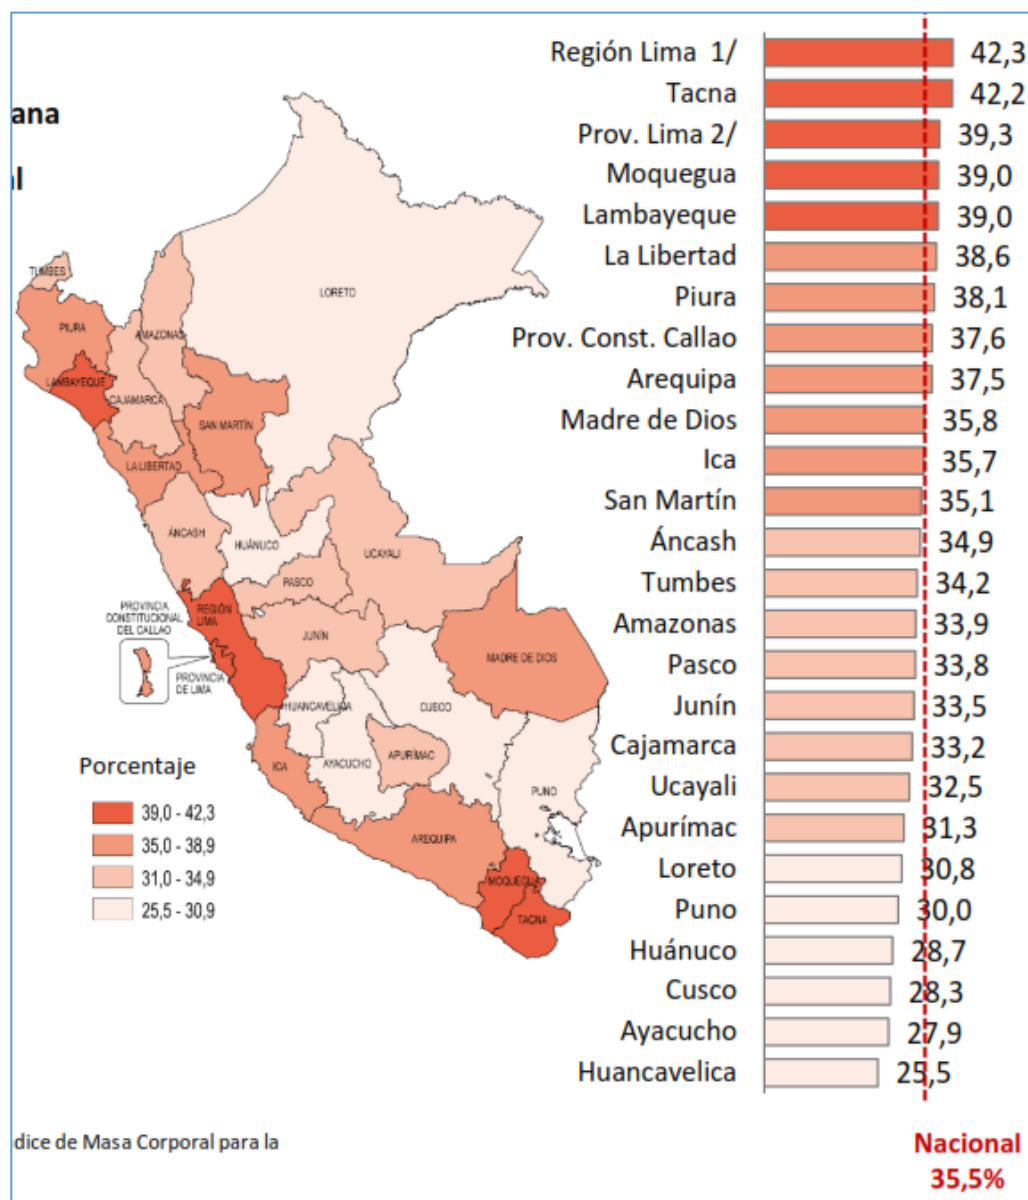 ana
al
Región Lima 1/ 42,3
Tacna 42,2
Prov. Lima 2/ 39,3
Moquegua 39,0
Lambayeque 39,0
La Libertad 38,6
Piura 38,1
Prov. Const. Callao 37,6
Arequipa 37,5
Madre de Dios 35,8
Ica 35,7
San Martín 35,1
Áncash 34,9
Tumbes 34,2
Amazonas 33,9
Pasco 33,8
Junín 33,5
Cajamarca 33,2
Ucayali 32,5
Apurímac 31,3
Loreto 30,8
Puno 30,0
Huánuco 28,7
Cusco 28,3
Ayacucho 27,9
Huancavelica 25,5
Nacional
35,5%
TUMBES
LORETO
PIURA
AMAZONAS
LAMBAYEQUE
CAJAMARCA
SAN MARTÍN
LA LIBERTAD
ÁNCASH
HUÁNUCO
UCAYALI
PASCO
PROVINCIA
CONSTITUCIONAL
DEL CALLAO
REGIÓN
LIMA
JUNÍN
PROVINCIA
DE LIMA
MADRE DE DIOS
HUANCAVELICA
CUSCO
ICA
AYACUCHO
APURÍMAC
PUNO
AREQUIPA
MOQUEGUA
TACNA
Porcentaje
39,0 - 42,3
35,0 - 38,9
31,0 - 34,9
25,5 - 30,9
dice de Masa Corporal para la